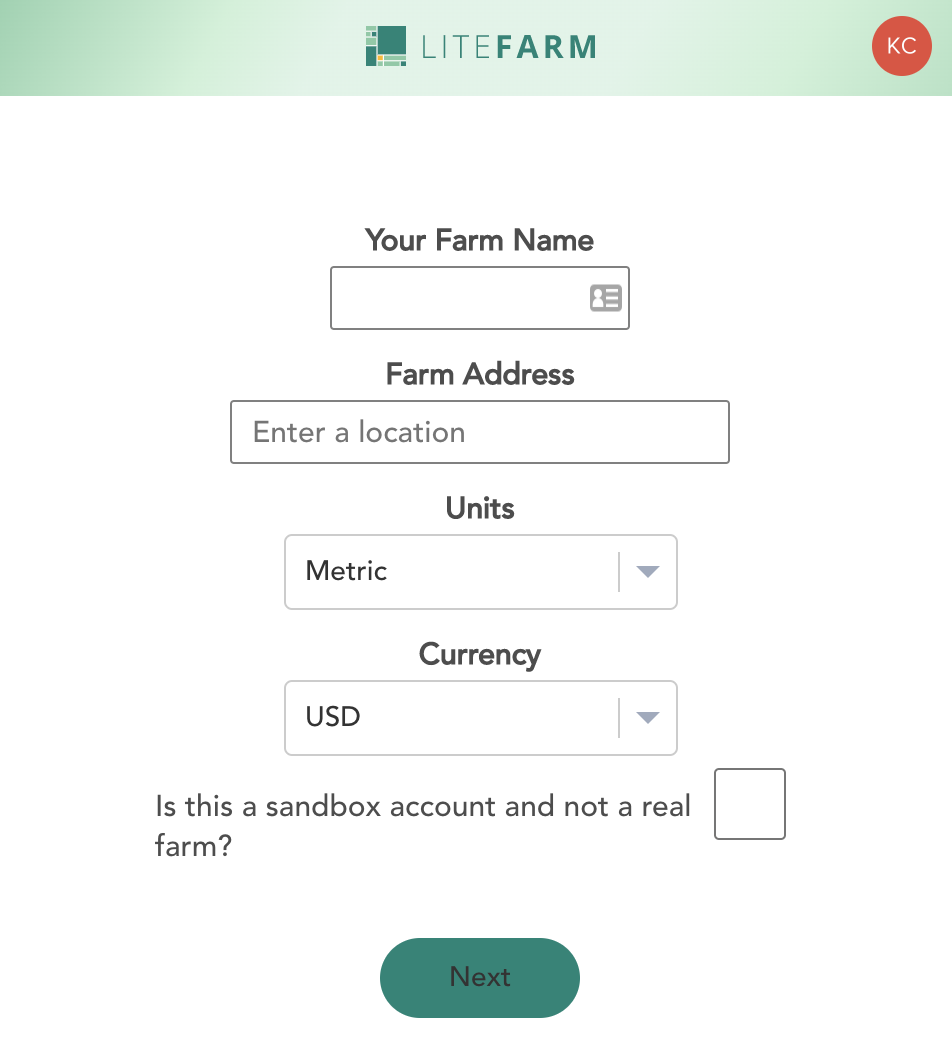 LITEFARM
KC
Your Farm Name
Farm Address
Enter a location
Units
Metric
Currency
USD
Is this a sandbox account and not a real
farm?
Next